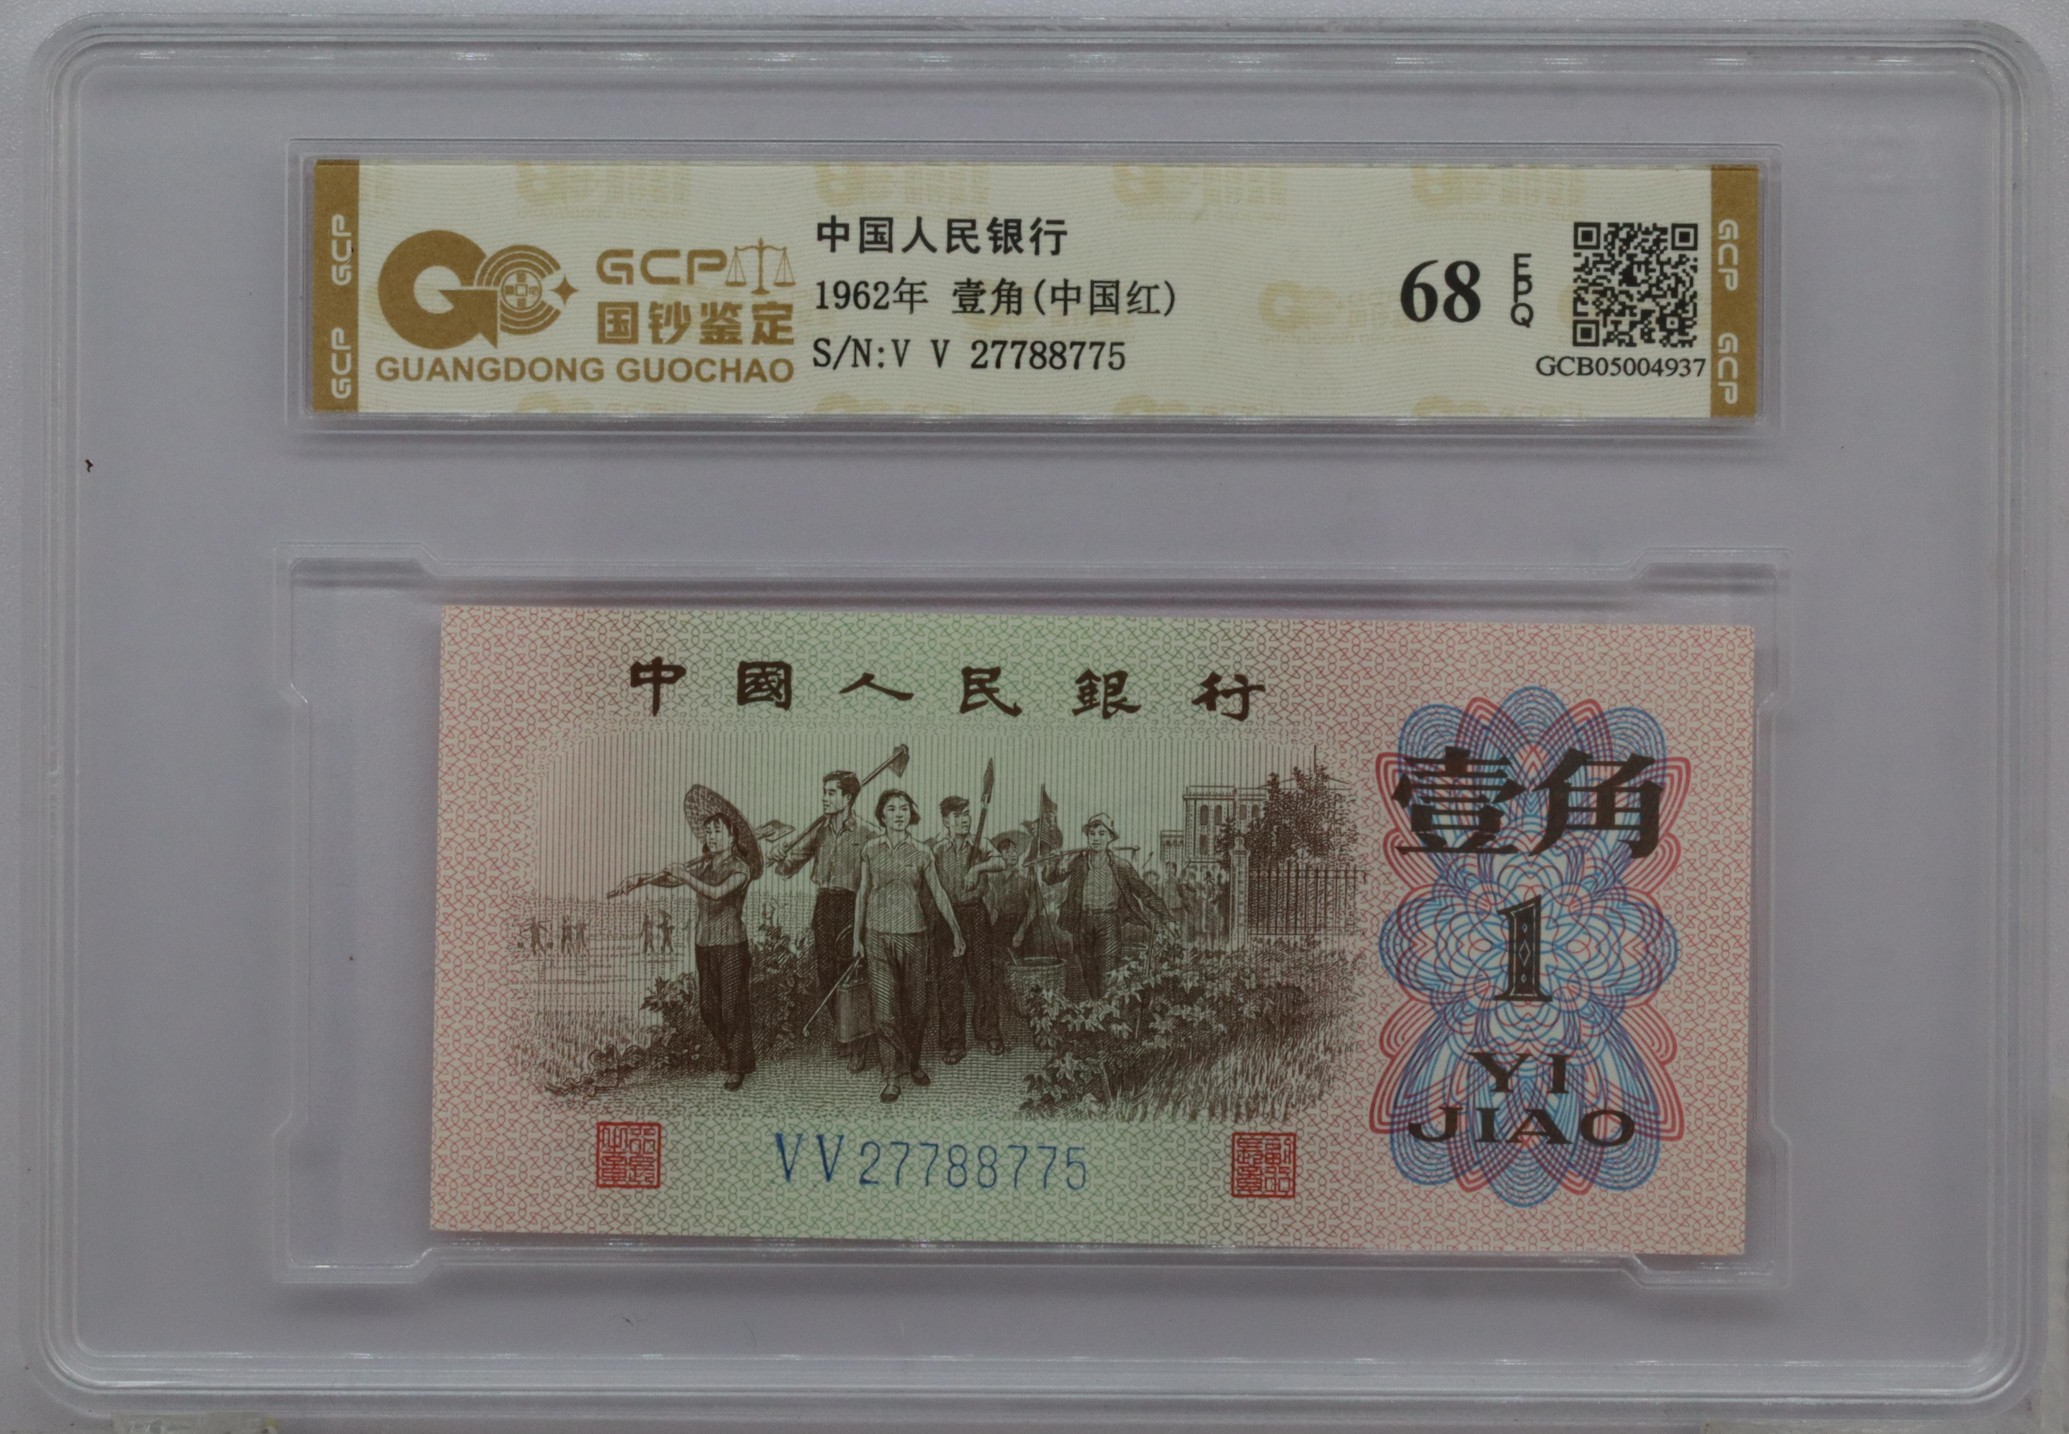 GCP
GCP
GCP
国钞鉴定
GUANGDONG GUOCHAO
中国人民银行
1962年 壹角(中国红)
S/N:V V 27788775
68
EPQ
GCB05004937
GCP
GCP
中國人民銀行
壹角
1
YI
JIAO
VV27788775